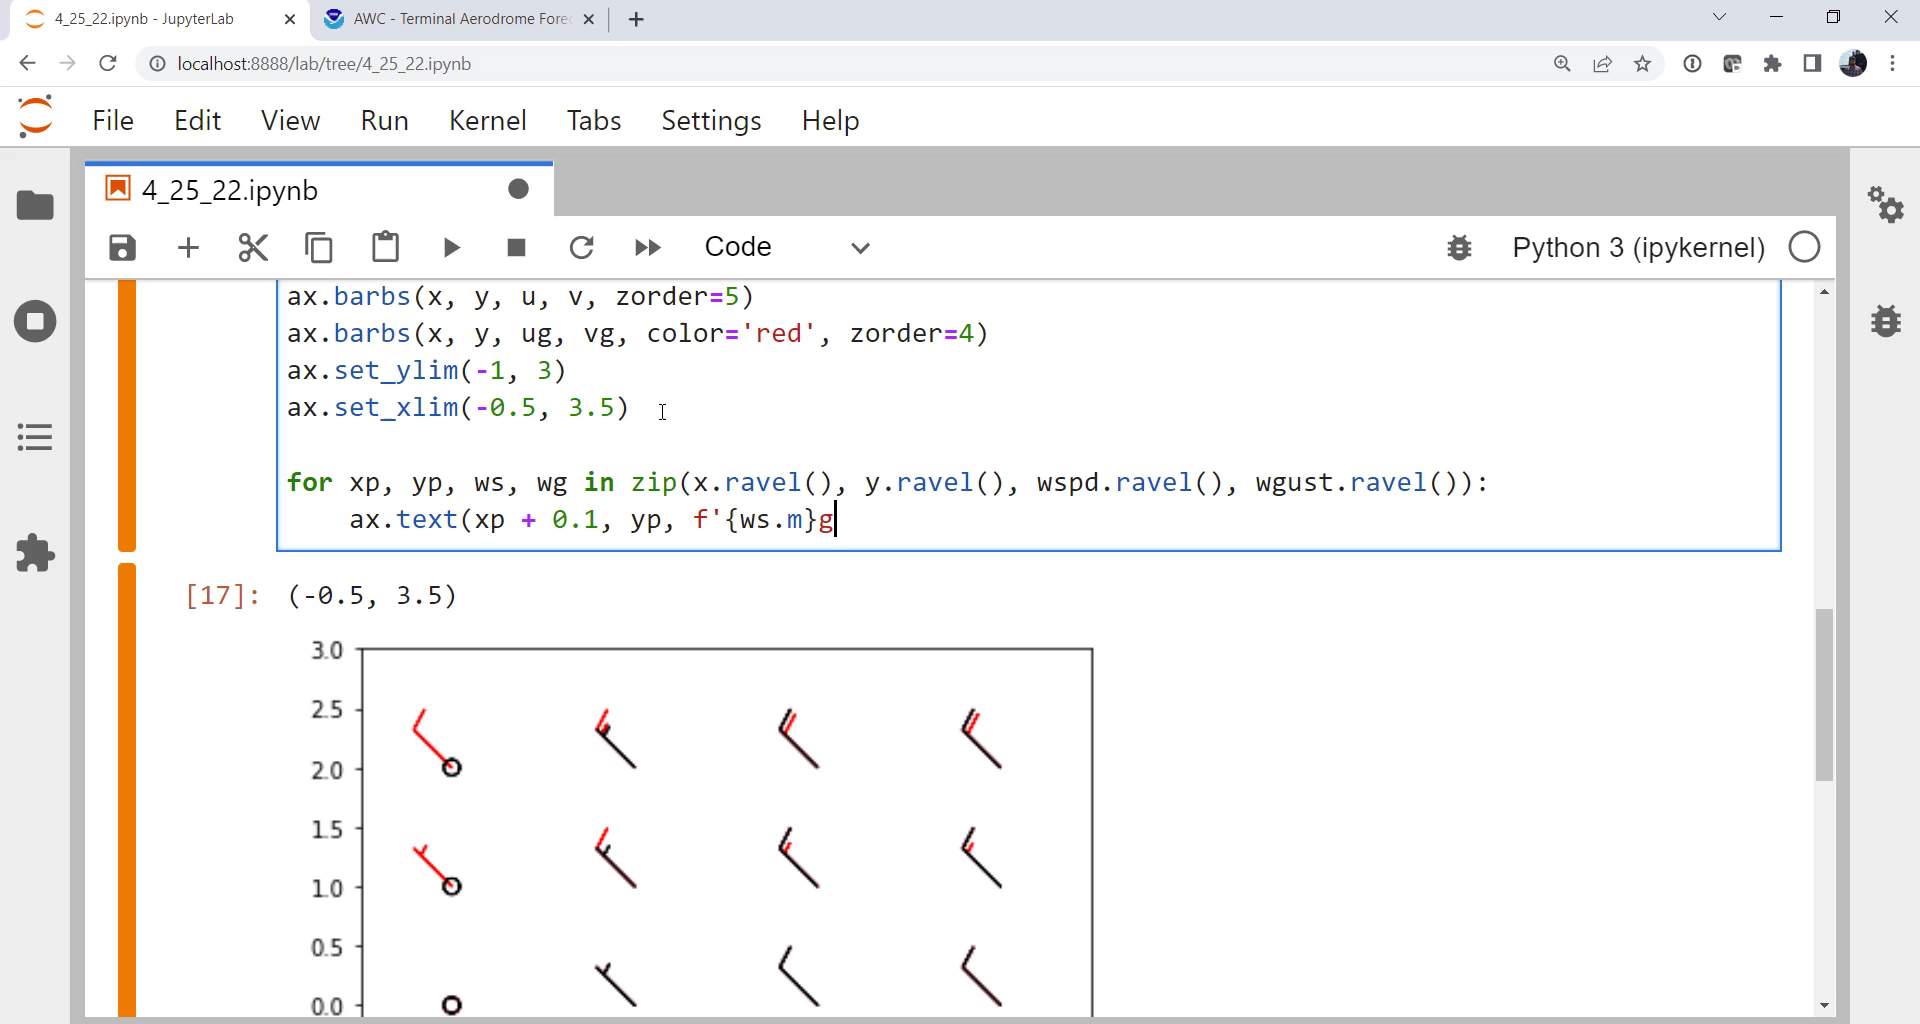 4_25_22.ipynb - JupyterLab
AWC - Terminal Aerodrome Fore
localhost:8888/lab/tree/4_25_22.ipynb
File Edit View Run Kernel Tabs Settings Help
4_25_22.ipynb
Code
Python 3 (ipykernel)
ax.barbs(x, y, u, v, zorder=5)
ax.barbs(x, y, ug, vg, color='red', zorder=4)
ax.set_ylim(-1, 3)
ax.set_xlim(-0.5, 3.5)
for xp, yp, ws, wg in zip(x.ravel(), y.ravel(), wspd.ravel(), wgust.ravel()):
ax.text(xp + 0.1, yp, f'{ws.m}g
[17]: (-0.5, 3.5)
3.0
2.5
2.0
1.5
1.0
0.5
0.0